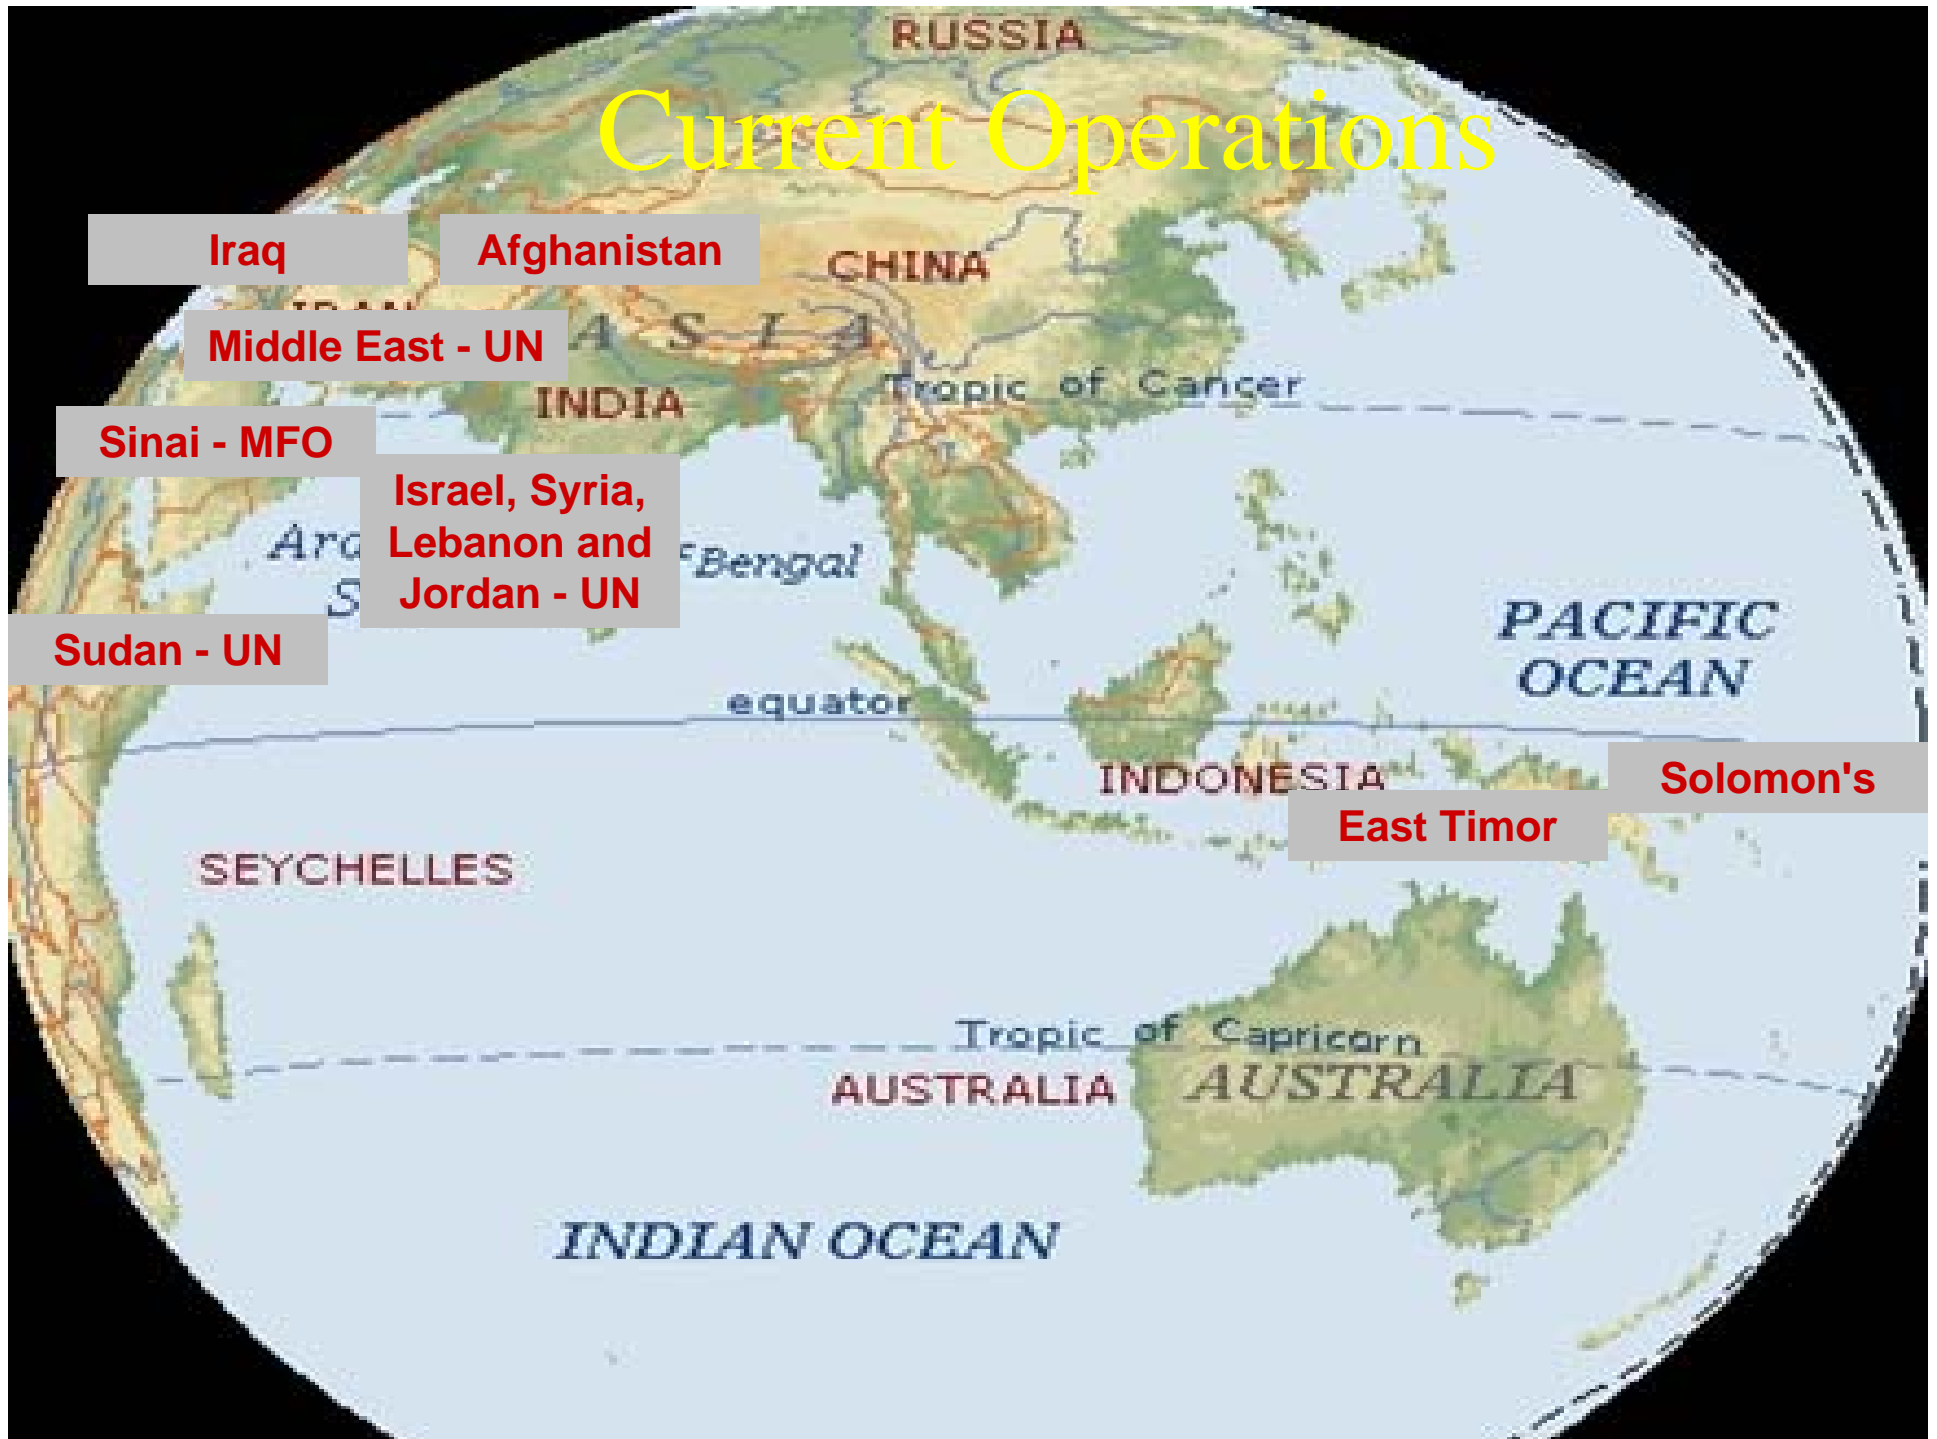 RUSSIA
Current Operations
Iraq
Afghanistan
CHINA
IRAN
Middle East - UN
ASIA
Tropic of Cancer
INDIA
Sinai - MFO
Israel, Syria,
Lebanon and
Jordan - UN
Bengal
PACIFIC
OCEAN
Sudan - UN
equator
INDONESIA
Solomon's
East Timor
SEYCHELLES
Tropic of Capricorn
AUSTRALIA
AUSTRALIA
INDIAN OCEAN